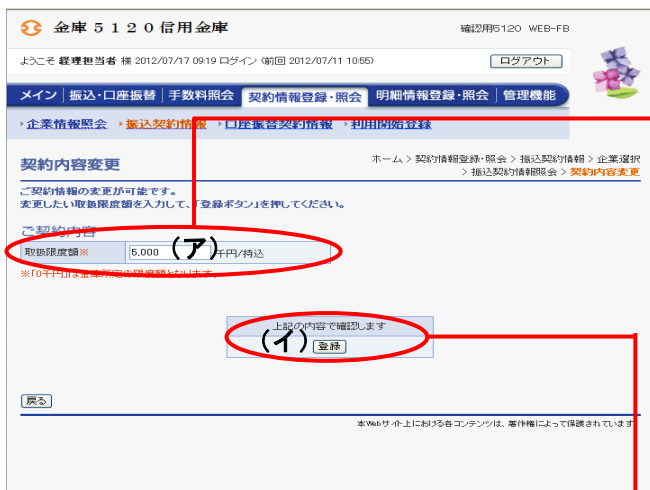 金庫５１２０信用金庫
確認用5120 WEB-FB
ようこそ 経理担当者 様 2012/07/17 09:19 ログイン (前回 2012/07/11 10:55)
ログアウト
メイン 振込・口座振替 手数料照会 契約情報登録・照会 明細情報登録・照会 管理機能
企業情報照会 振込契約情報 口座振替契約情報 利用開始登録
契約内容変更
ホーム > 契約情報登録・照会 > 振込契約情報 > 企業選択
> 振込契約情報照会 > 契約内容変更
ご契約情報の変更が可能です。
変更したい取扱限度額を入力して、「登録ボタン」を押してください。
ご契約内容
取扱限度額※ 5,000 (ア) 千円/持込
※「0千円」は金庫所定の限度額となります。
上記の内容で確認します
(イ) 登録
戻る
本Webサイト上における各コンテンツは、著作権によって保護されています